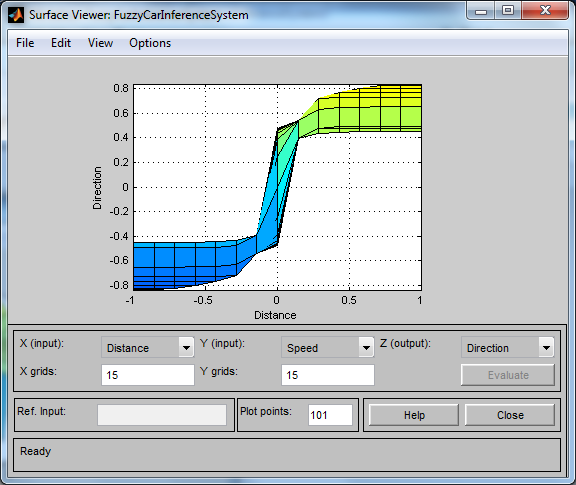 Surface Viewer: FuzzyCarInferenceSystem
File Edit View Options
0.8
0.6
0.4
0.2
0
-0.2
-0.4
-0.6
-0.8
Direction
-1 -0.5 0 0.5 1
Distance
X (input): Distance Y (input): Speed Z (output): Direction
X grids: 15 Y grids: 15 Evaluate
Ref. Input: Plot points: 101 Help Close
Ready